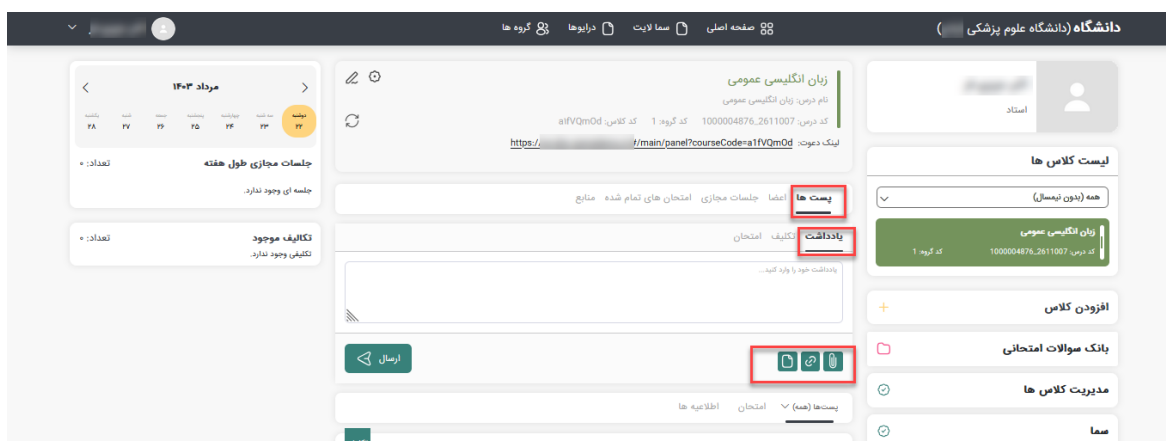 دانشگاه (دانشگاه علوم پزشکی )
صفحه اصلی
سما لایت
درایوها
گروه ها
استاد
لیست کلاس ها
همه (بدون نیمسال)
زبان انگلیسی عمومی
کد درس: 2611007_1000004876 کد گروه: 1
افزودن کلاس
بانک سوالات امتحانی
مدیریت کلاس ها
سما
زبان انگلیسی عمومی
نام درس: زبان انگلیسی عمومی
کد درس: 2611007_1000004876 کد گروه: 1 کد کلاس: a1fVQmOd
لینک دعوت: https:/ /main/panel?courseCode=a1fVQmOd
پست ها اعضا جلسات مجازی امتحان های تمام شده منابع
یادداشت تکلیف امتحان
یادداشت خود را وارد کنید...
ارسال
پست‌ها (همه) امتحان اطلاعیه ها
مرداد ۱۴۰۳
دوشنبه سه شنبه چهارشنبه پنجشنبه جمعه شنبه یکشنبه
۲۲ ۲۳ ۲۴ ۲۵ ۲۶ ۲۷ ۲۸
جلسات مجازی طول هفته تعداد: ۰
جلسه ای وجود ندارد.
تکالیف موجود تعداد: ۰
تکلیفی وجود ندارد.